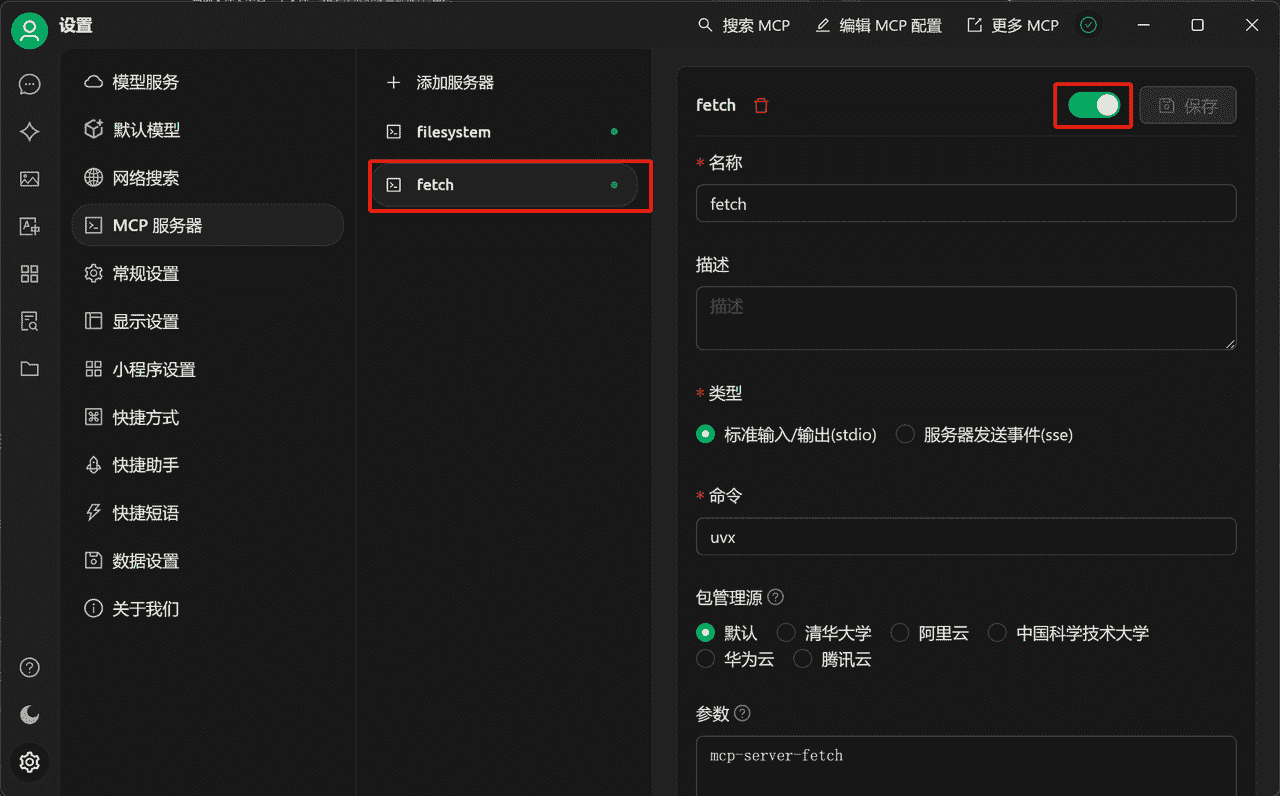 设置
搜索 MCP
编辑 MCP 配置
更多 MCP
模型服务
默认模型
网络搜索
MCP 服务器
常规设置
显示设置
小程序设置
快捷方式
快捷助手
快捷短语
数据设置
关于我们
添加服务器
filesystem
fetch
fetch
保存
* 名称
fetch
描述
描述
* 类型
标准输入/输出(stdio) 服务器发送事件(sse)
* 命令
uvx
包管理源
默认 清华大学 阿里云 中国科学技术大学
华为云 腾讯云
参数
mcp-server-fetch